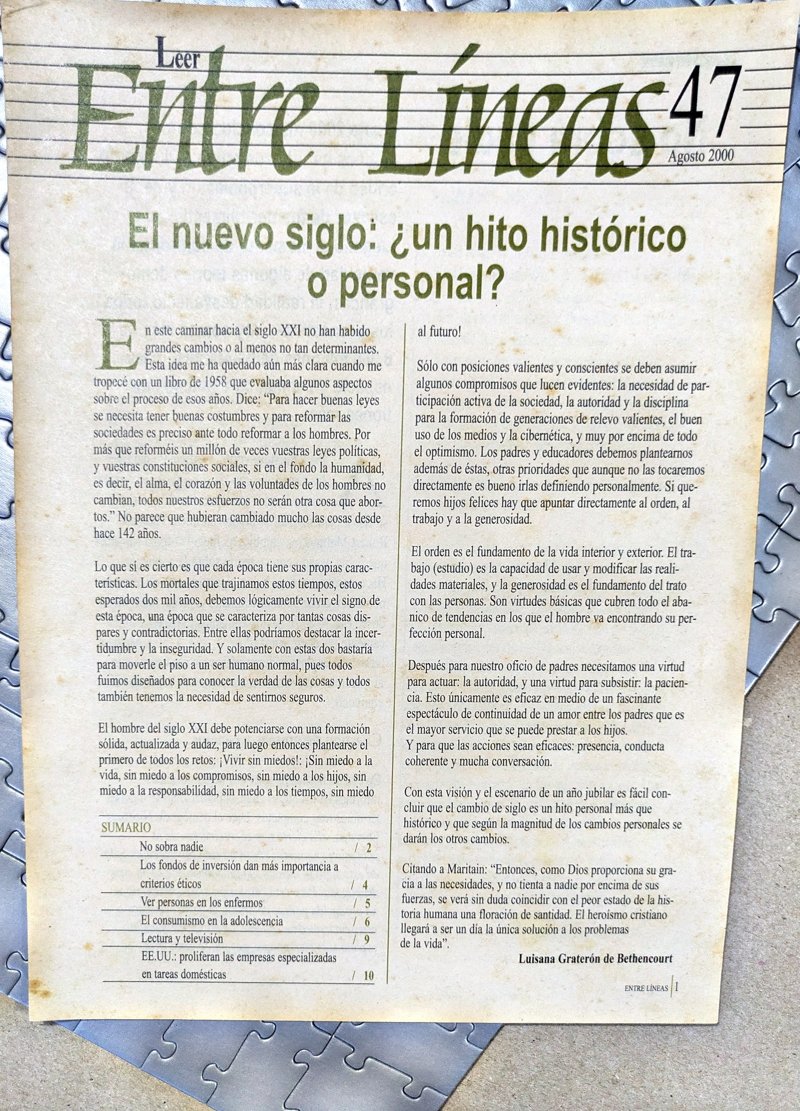 Leer
Entre Líneas
47
Agosto 2000
El nuevo siglo: ¿un hito histórico
o personal?
En este caminar hacia el siglo XXI no han habido
grandes cambios o al menos no tan determinantes.
Esta idea me ha quedado aún más clara cuando me
tropecé con un libro de 1958 que evaluaba algunos aspectos
sobre el proceso de esos años. Dice: “Para hacer buenas leyes
se necesita tener buenas costumbres y para reformar las
sociedades es preciso ante todo reformar a los hombres. Por
más que reforméis un millón de veces vuestras leyes políticas,
y vuestras constituciones sociales, si en el fondo la humanidad,
es decir, el alma, el corazón y las voluntades de los hombres no
cambian, todos nuestros esfuerzos no serán otra cosa que abor-
tos.” No parece que hubieran cambiado mucho las cosas desde
hace 142 años.
Lo que si es cierto es que cada época tiene sus propias carac-
terísticas. Los mortales que trajinamos estos tiempos, estos
esperados dos mil años, debemos lógicamente vivir el signo de
esta época, una época que se caracteriza por tantas cosas dis-
pares y contradictorias. Entre ellas podríamos destacar la incer-
tidumbre y la inseguridad. Y solamente con estas dos bastaría
para moverle el piso a un ser humano normal, pues todos
fuimos diseñados para conocer la verdad de las cosas y todos
también tenemos la necesidad de sentirnos seguros.
El hombre del siglo XXI debe potenciarse con una formación
sólida, actualizada y audaz, para luego entonces plantearse el
primero de todos los retos: ¡Vivir sin miedos!: ¡Sin miedo a la
vida, sin miedo a los compromisos, sin miedo a los hijos, sin
miedo a la responsabilidad, sin miedo a los tiempos, sin miedo
SUMARIO
No sobra nadie / 2
Los fondos de inversión dan más importancia a
criterios éticos / 4
Ver personas en los enfermos / 5
El consumismo en la adolescencia / 6
Lectura y televisión / 9
EE.UU.: proliferan las empresas especializadas
en tareas domésticas / 10
al futuro!
Sólo con posiciones valientes y conscientes se deben asumir
algunos compromisos que lucen evidentes: la necesidad de par-
ticipación activa de la sociedad, la autoridad y la disciplina
para la formación de generaciones de relevo valientes, el buen
uso de los medios y la cibernética, y muy por encima de todo
el optimismo. Los padres y educadores debemos plantearnos
además de éstas, otras prioridades que aunque no las tocaremos
directamente es bueno irlas definiendo personalmente. Si que-
remos hijos felices hay que apuntar directamente al orden, al
trabajo y a la generosidad.
El orden es el fundamento de la vida interior y exterior. El tra-
bajo (estudio) es la capacidad de usar y modificar las reali-
dades materiales, y la generosidad es el fundamento del trato
con las personas. Son virtudes básicas que cubren todo el aba-
nico de tendencias en los que el hombre va encontrando su per-
fección personal.
Después para nuestro oficio de padres necesitamos una virtud
para actuar: la autoridad, y una virtud para subsistir: la pacien-
cia. Esto únicamente es eficaz en medio de un fascinante
espectáculo de continuidad de un amor entre los padres que es
el mayor servicio que se puede prestar a los hijos.
Y para que las acciones sean eficaces: presencia, conducta
coherente y mucha conversación.
Con esta visión y el escenario de un año jubilar es fácil con-
cluir que el cambio de siglo es un hito personal más que
histórico y que según la magnitud de los cambios personales se
darán los otros cambios.
Citando a Maritain: “Entonces, como Dios proporciona su gra-
cia a las necesidades, y no tienta a nadie por encima de sus
fuerzas, se verá sin duda coincidir con el peor estado de la his-
toria humana una floración de santidad. El heroísmo cristiano
llegará a ser un día la única solución a los problemas
de la vida”.
Luisana Graterón de Bethencourt
ENTRE LÍNEAS 1